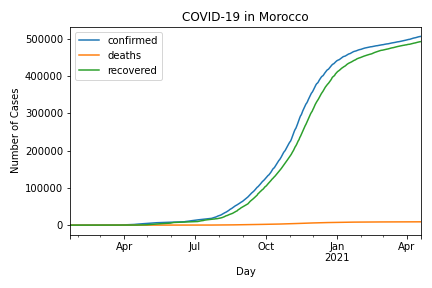 COVID-19 in Morocco
confirmed
deaths
recovered
Number of Cases
500000
400000
300000
200000
100000
0
Apr
Jul
Oct
Jan
2021
Apr
Day